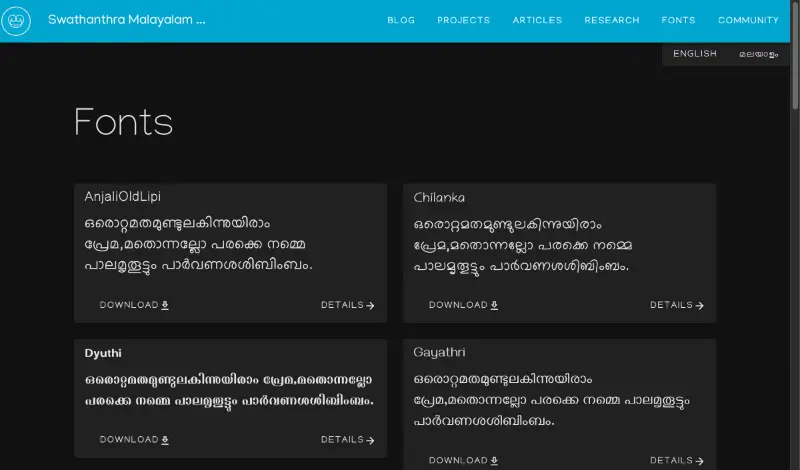 Swathanthra Malayalam ...
BLOG PROJECTS ARTICLES RESEARCH FONTS COMMUNITY
ENGLISH മലയാളം
Fonts
AnjaliOldLipi
ഒരൊറ്റമതമുണ്ടുലകിന്നുയിരാം
പ്രേമ,മതൊന്നല്ലോ പരക്കെ നമ്മെ
പാലമൃതൂട്ടും പാർവണശശിബിംബം.
DOWNLOAD DETAILS
Chilanka
ഒരൊറ്റമതമുണ്ടുലകിന്നുയിരാം
പ്രേമ,മതൊന്നല്ലോ പരക്കെ നമ്മെ
പാലമൃതൂട്ടും പാർവണശശിബിംബം.
DOWNLOAD DETAILS
Dyuthi
ഒരൊറ്റമതമുണ്ടുലകിന്നുയിരാം പ്രേമ,മതൊന്നല്ലോ
പരക്കെ നമ്മെ പാലമൃതൂട്ടും പാർവണശശിബിംബം.
DOWNLOAD DETAILS
Gayathri
ഒരൊറ്റമതമുണ്ടുലകിന്നുയിരാം
പ്രേമ,മതൊന്നല്ലോ പരക്കെ നമ്മെ പാലമൃതൂട്ടും
പാർവണശശിബിംബം.
DOWNLOAD DETAILS